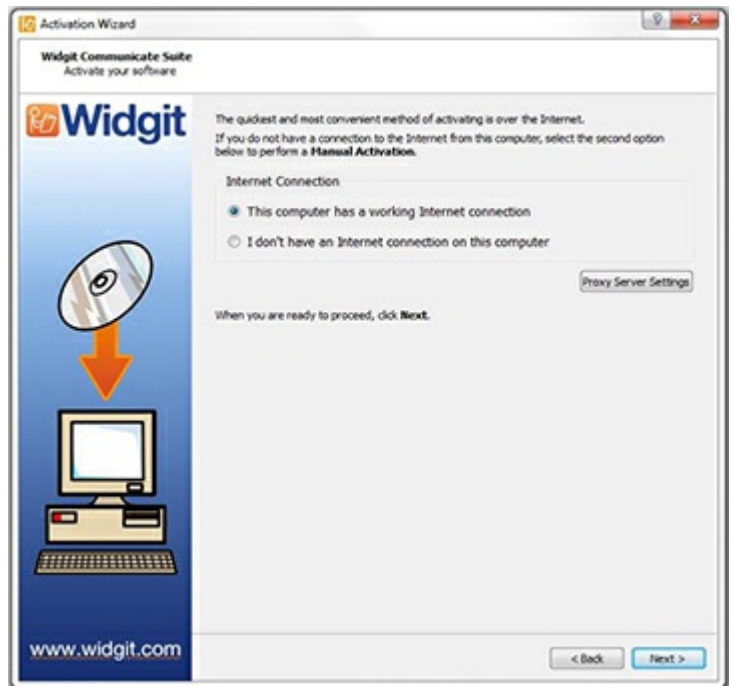 Activation Wizard
Widgit Communicate Suite
Activate your software
Widgit
The quickest and most convenient method of activating is over the Internet.
If you do not have a connection to the Internet from this computer, select the second option
below to perform a Manual Activation.
Internet Connection
This computer has a working Internet connection
I don't have an Internet connection on this computer
Proxy Server Settings
When you are ready to proceed, click Next.
www.widgit.com
< Back
Next >